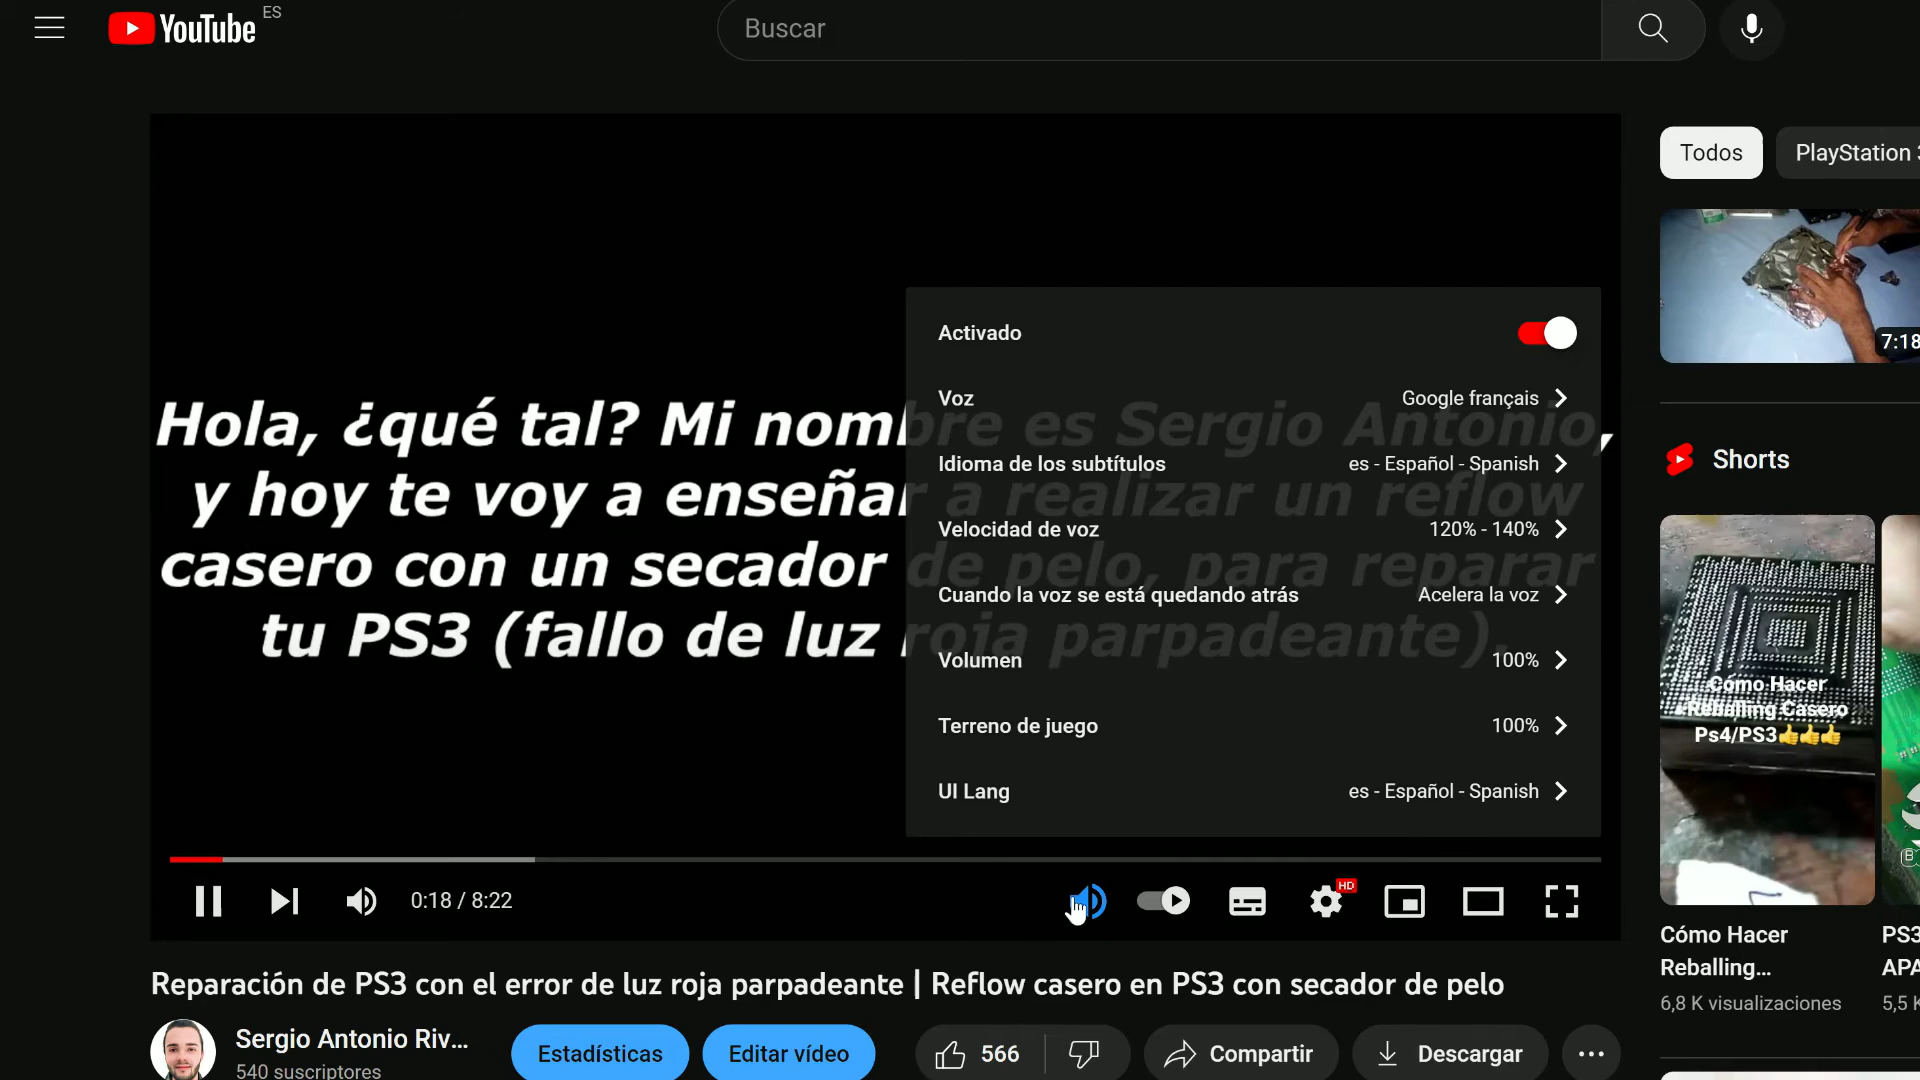 YouTube ES
Buscar
Todos
PlayStation 3
7:18
Hola, ¿qué tal? Mi nombre es Sergio Antonio,
y hoy te voy a enseñar a realizar un reflow
casero con un secador de pelo, para reparar
tu PS3 (fallo de luz roja parpadeante).
Activado
Voz Google français
Idioma de los subtítulos es - Español - Spanish
Velocidad de voz 120% - 140%
Cuando la voz se está quedando atrás Acelera la voz
Volumen 100%
Terreno de juego 100%
UI Lang es - Español - Spanish
Shorts
Cómo Hacer
Reballing Casero
Ps4/PS3👍👍👍
0:18 / 8:22
HD
Reparación de PS3 con el error de luz roja parpadeante | Reflow casero en PS3 con secador de pelo
Sergio Antonio Riv...
540 suscriptores
Estadísticas
Editar vídeo
566
Compartir
Descargar
Cómo Hacer
Reballing...
6,8 K visualizaciones
PS3
APA
5,5 K